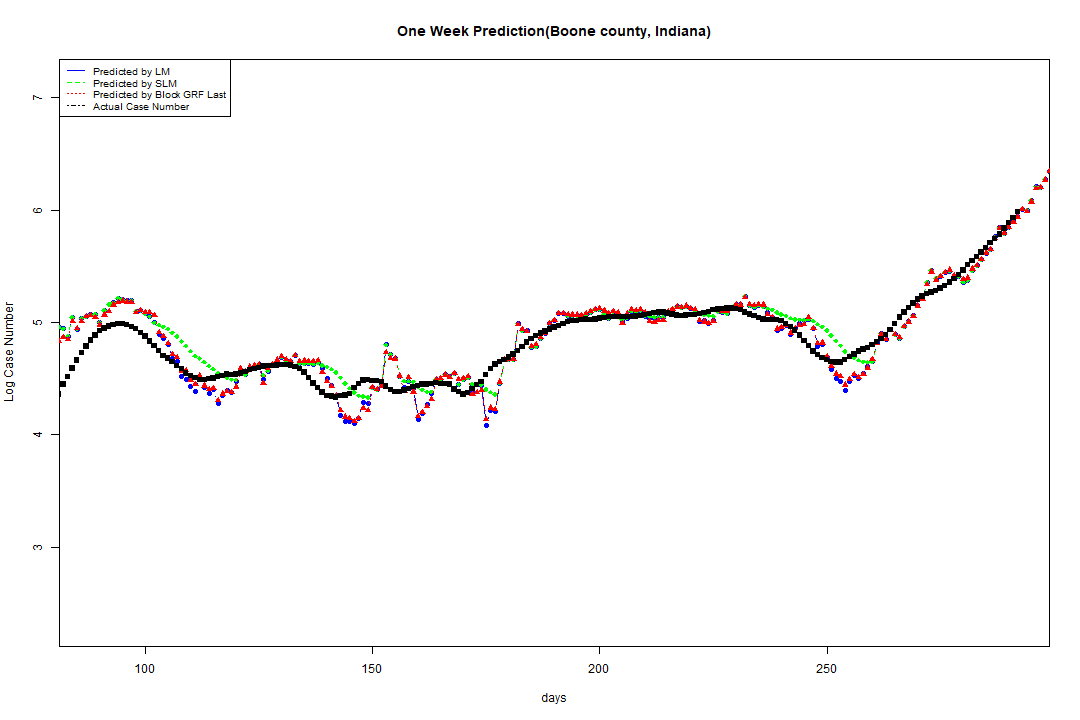 One Week Prediction(Boone county, Indiana)
Predicted by LM
Predicted by SLM
Predicted by Block GRF Last
Actual Case Number
7
6
5
4
3
Log Case Number
100 150 200 250
days